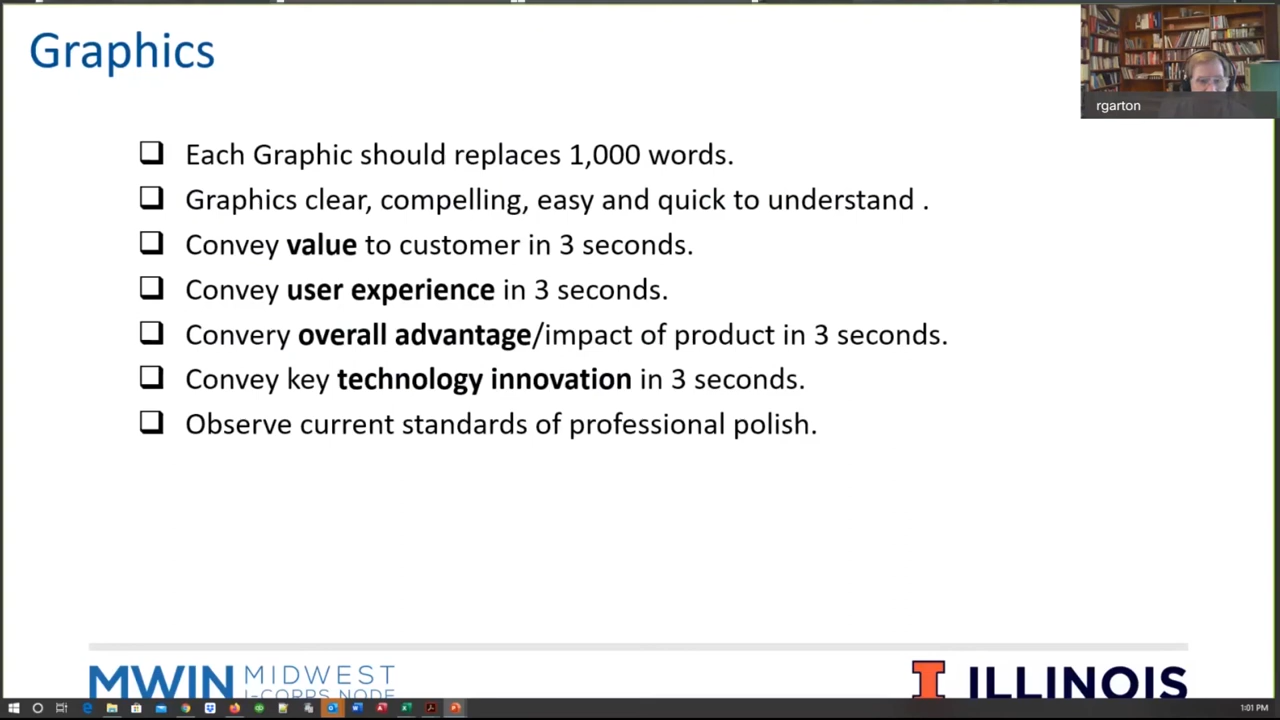 Graphics
rgarton
Each Graphic should replaces 1,000 words.
Graphics clear, compelling, easy and quick to understand .
Convey value to customer in 3 seconds.
Convey user experience in 3 seconds.
Convery overall advantage/impact of product in 3 seconds.
Convey key technology innovation in 3 seconds.
Observe current standards of professional polish.
MWIN MIDWEST
I-CORPS NODE
I ILLINOIS
1:01 PM